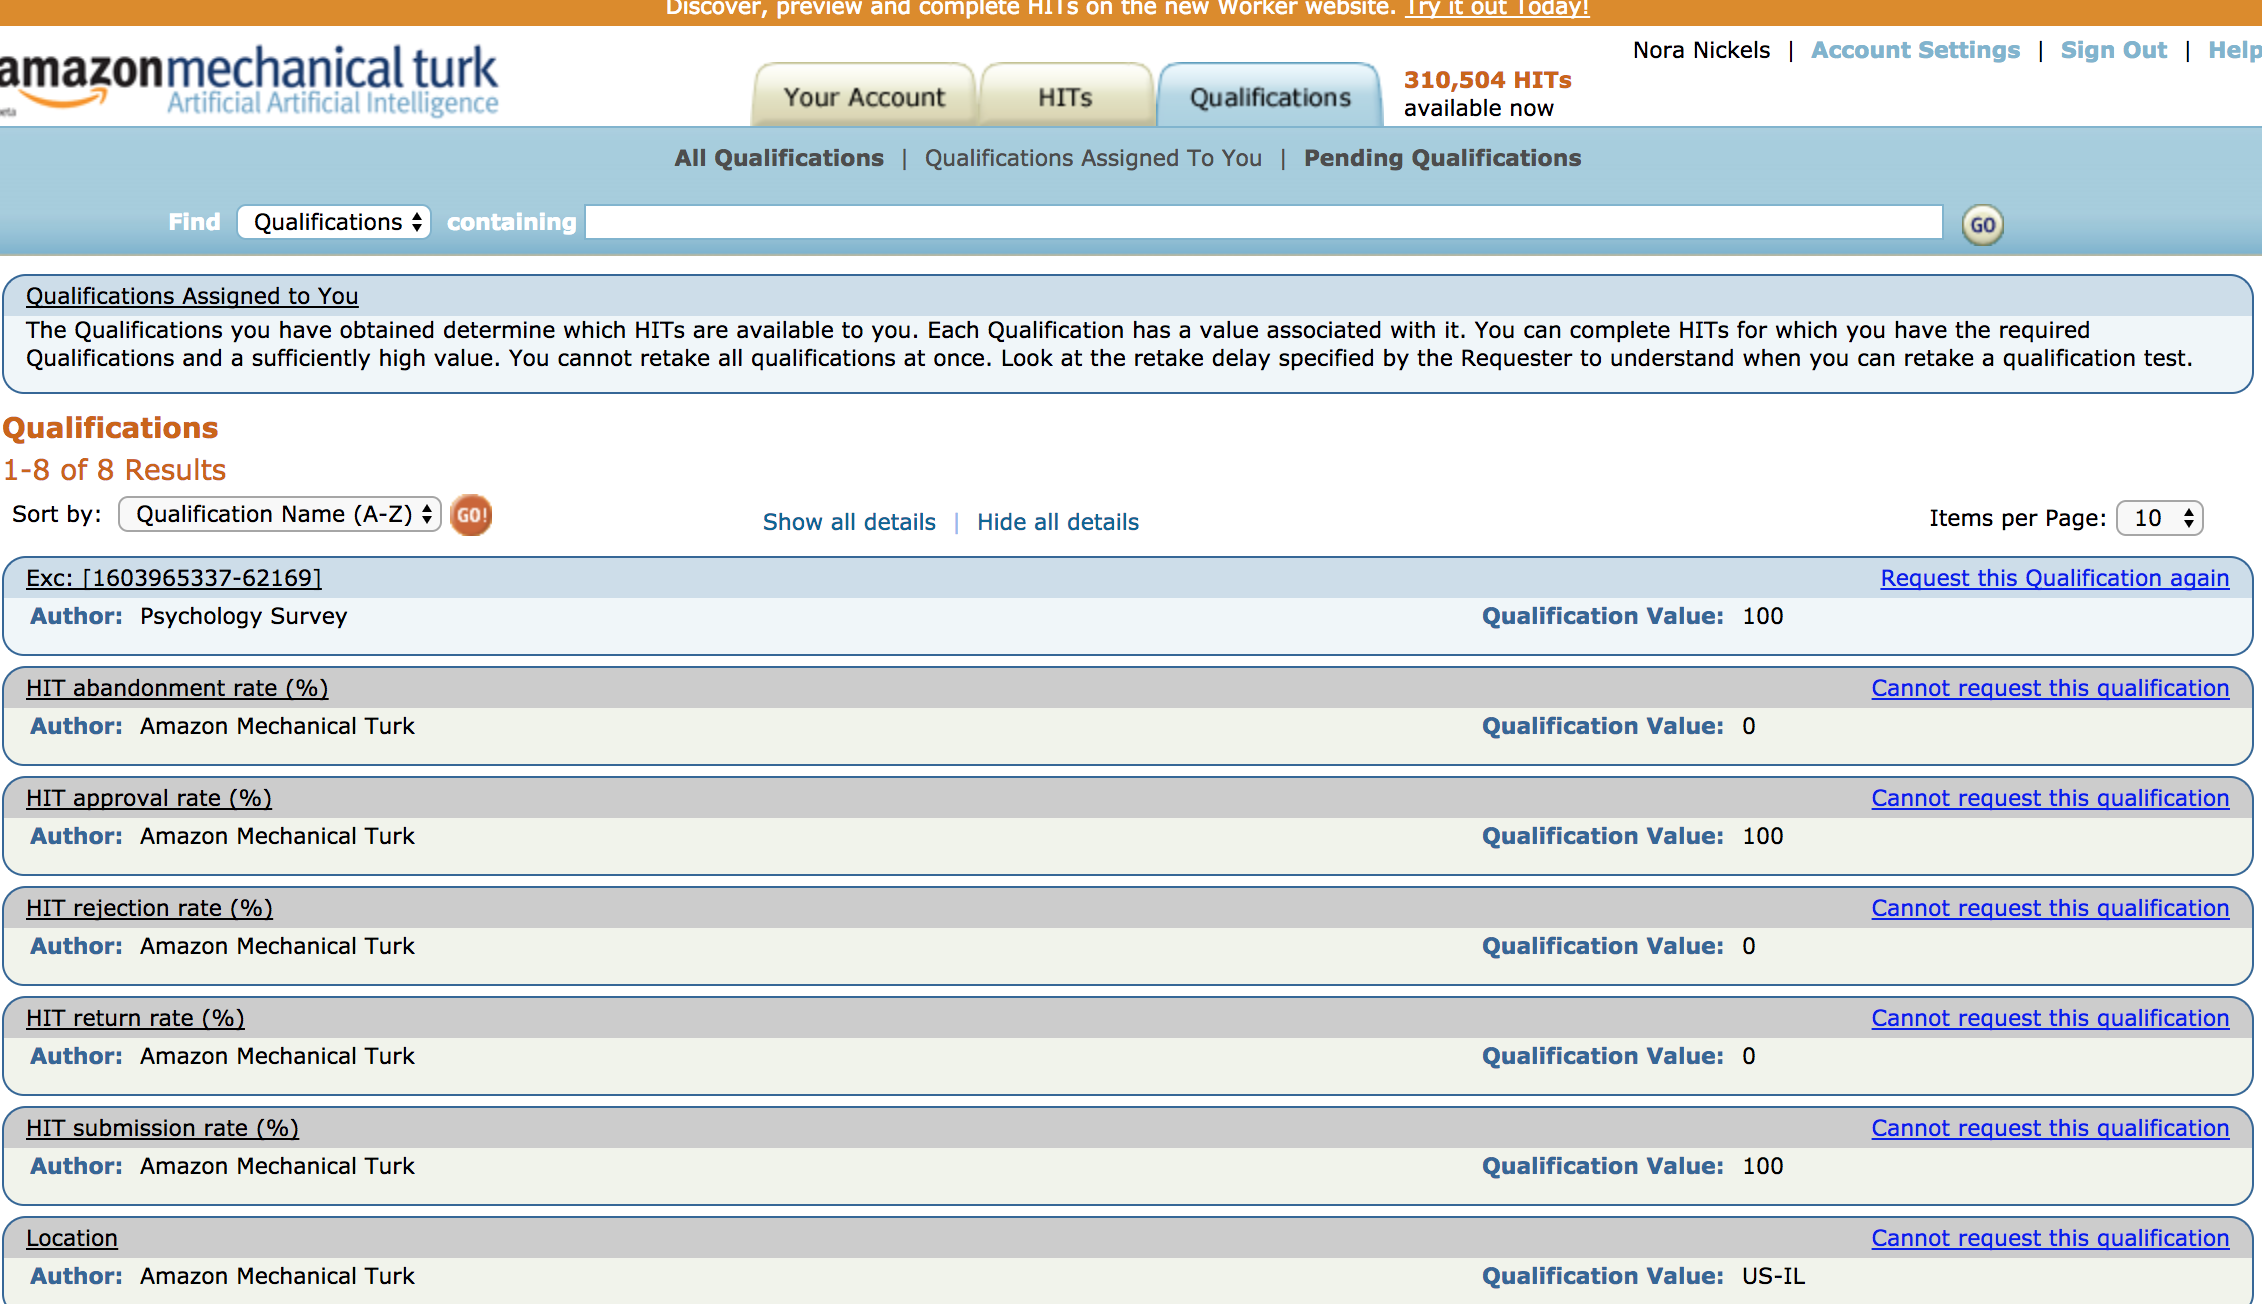 Discover, preview and complete HITs on the new Worker website. Try it out Today!
amazonmechanical turk
Artificial Artificial Intelligence
beta
Your Account
HITs
Qualifications
310,504 HITs
available now
Nora Nickels | Account Settings | Sign Out | Help
All Qualifications | Qualifications Assigned To You | Pending Qualifications
Find Qualifications containing GO
Qualifications Assigned to You
The Qualifications you have obtained determine which HITs are available to you. Each Qualification has a value associated with it. You can complete HITs for which you have the required
Qualifications and a sufficiently high value. You cannot retake all qualifications at once. Look at the retake delay specified by the Requester to understand when you can retake a qualification test.
Qualifications
1-8 of 8 Results
Sort by: Qualification Name (A-Z) GO! Show all details | Hide all details Items per Page: 10
Exc: [1603965337-62169] Request this Qualification again
Author: Psychology Survey Qualification Value: 100
HIT abandonment rate (%) Cannot request this qualification
Author: Amazon Mechanical Turk Qualification Value: 0
HIT approval rate (%) Cannot request this qualification
Author: Amazon Mechanical Turk Qualification Value: 100
HIT rejection rate (%) Cannot request this qualification
Author: Amazon Mechanical Turk Qualification Value: 0
HIT return rate (%) Cannot request this qualification
Author: Amazon Mechanical Turk Qualification Value: 0
HIT submission rate (%) Cannot request this qualification
Author: Amazon Mechanical Turk Qualification Value: 100
Location Cannot request this qualification
Author: Amazon Mechanical Turk Qualification Value: US-IL